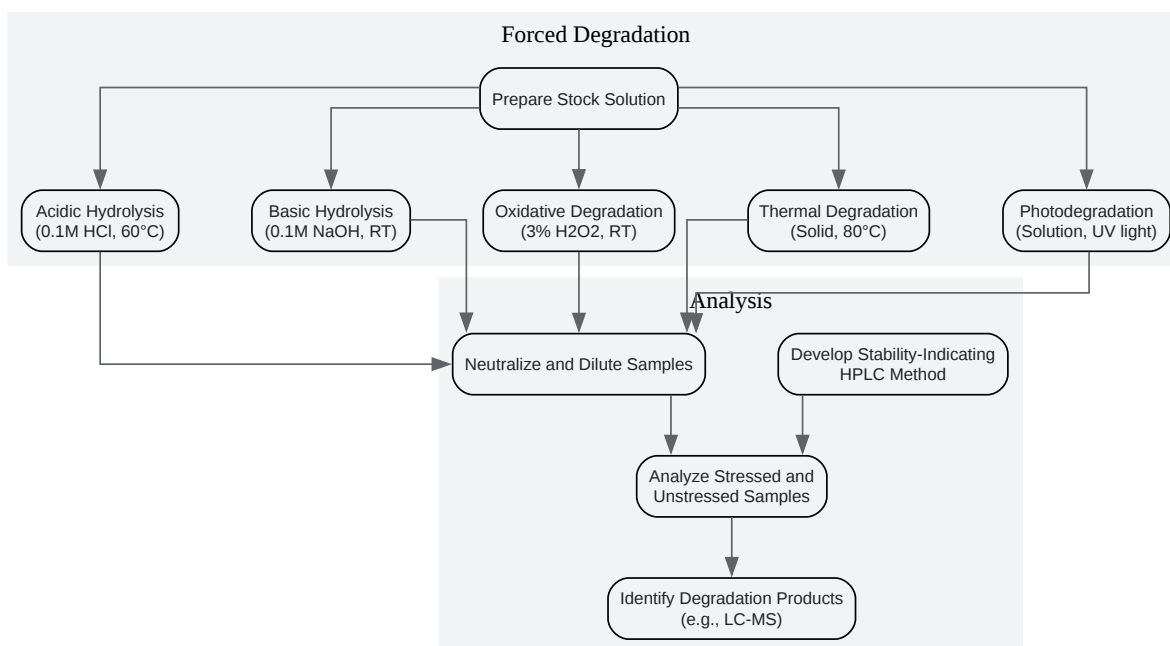 Forced Degradation
Prepare Stock Solution
Acidic Hydrolysis
(0.1M HCl, 60°C)
Basic Hydrolysis
(0.1M NaOH, RT)
Oxidative Degradation
(3% H2O2, RT)
Thermal Degradation
(Solid, 80°C)
Photodegradation
(Solution, UV light)
Analysis
Neutralize and Dilute Samples
Develop Stability-Indicating
HPLC Method
Analyze Stressed and
Unstressed Samples
Identify Degradation Products
(e.g., LC-MS)